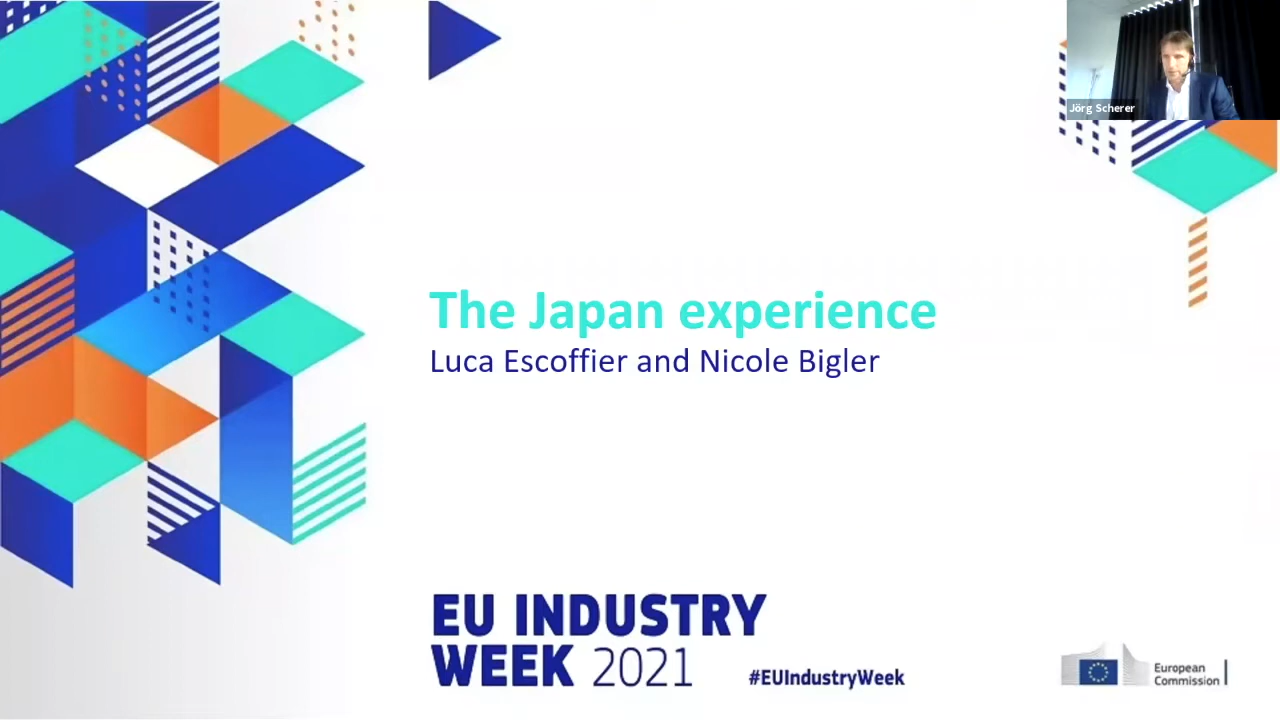 Jörg Scherer
The Japan experience
Luca Escoffier and Nicole Bigler
EU INDUSTRY
WEEK 2021
#EUIndustryWeek
European
Commission